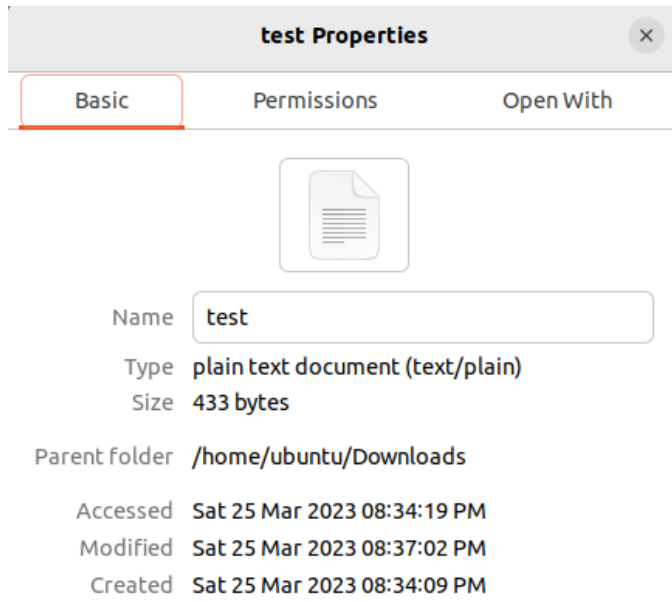 test Properties
Basic Permissions Open With
Name test
Type plain text document (text/plain)
Size 433 bytes
Parent folder /home/ubuntu/Downloads
Accessed Sat 25 Mar 2023 08:34:19 PM
Modified Sat 25 Mar 2023 08:37:02 PM
Created Sat 25 Mar 2023 08:34:09 PM